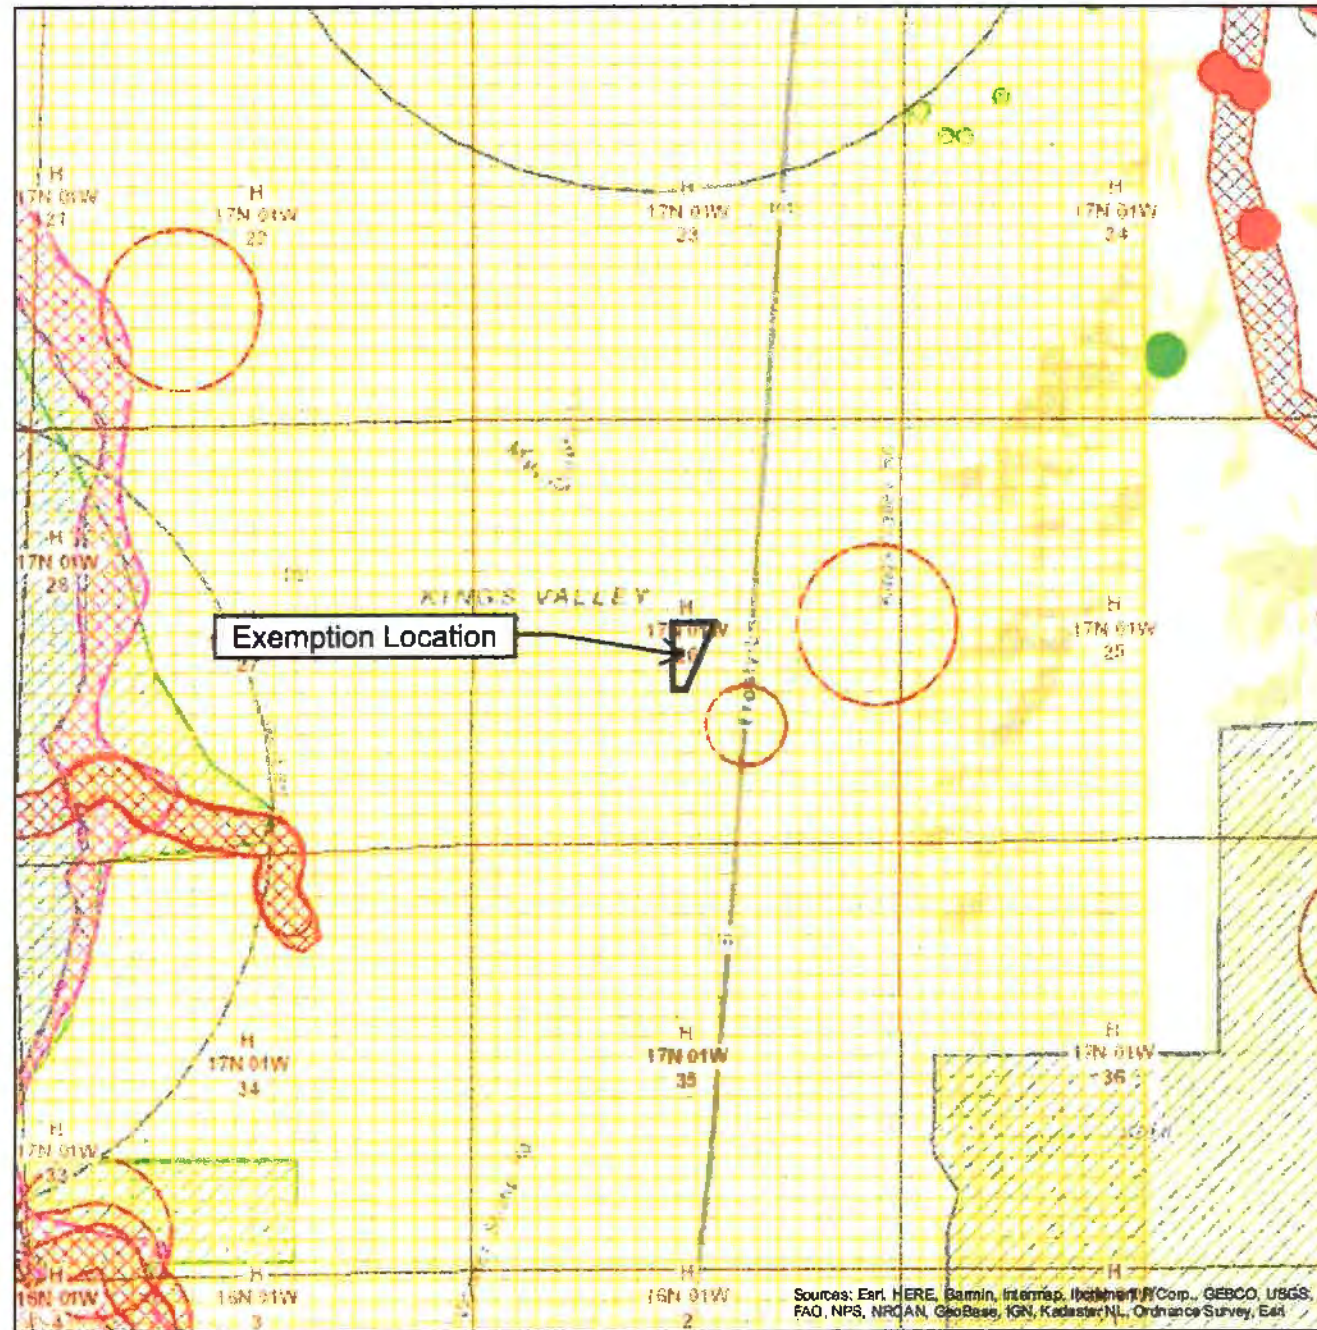 H
17N 01W
21
H
17N 01W
22
H
17N 01W
23
H
17N 01W
24
H
17N 01W
28
KINGS VALLEY
Exemption Location
27
H
17N 01W
26
H
17N 01W
25
H
17N 01W
34
H
17N 01W
35
H
17N 01W
36
H
17N 01W
33
H
16N 01W
4
H
16N 01W
3
H
16N 01W
2
H
1
Sources: Esri, HERE, Garmin, Intermap, Increment P Corp., GEBCO, USGS,
FAO, NPS, NRCAN, GeoBase, IGN, Kadaster NL, Ordnance Survey, Esri